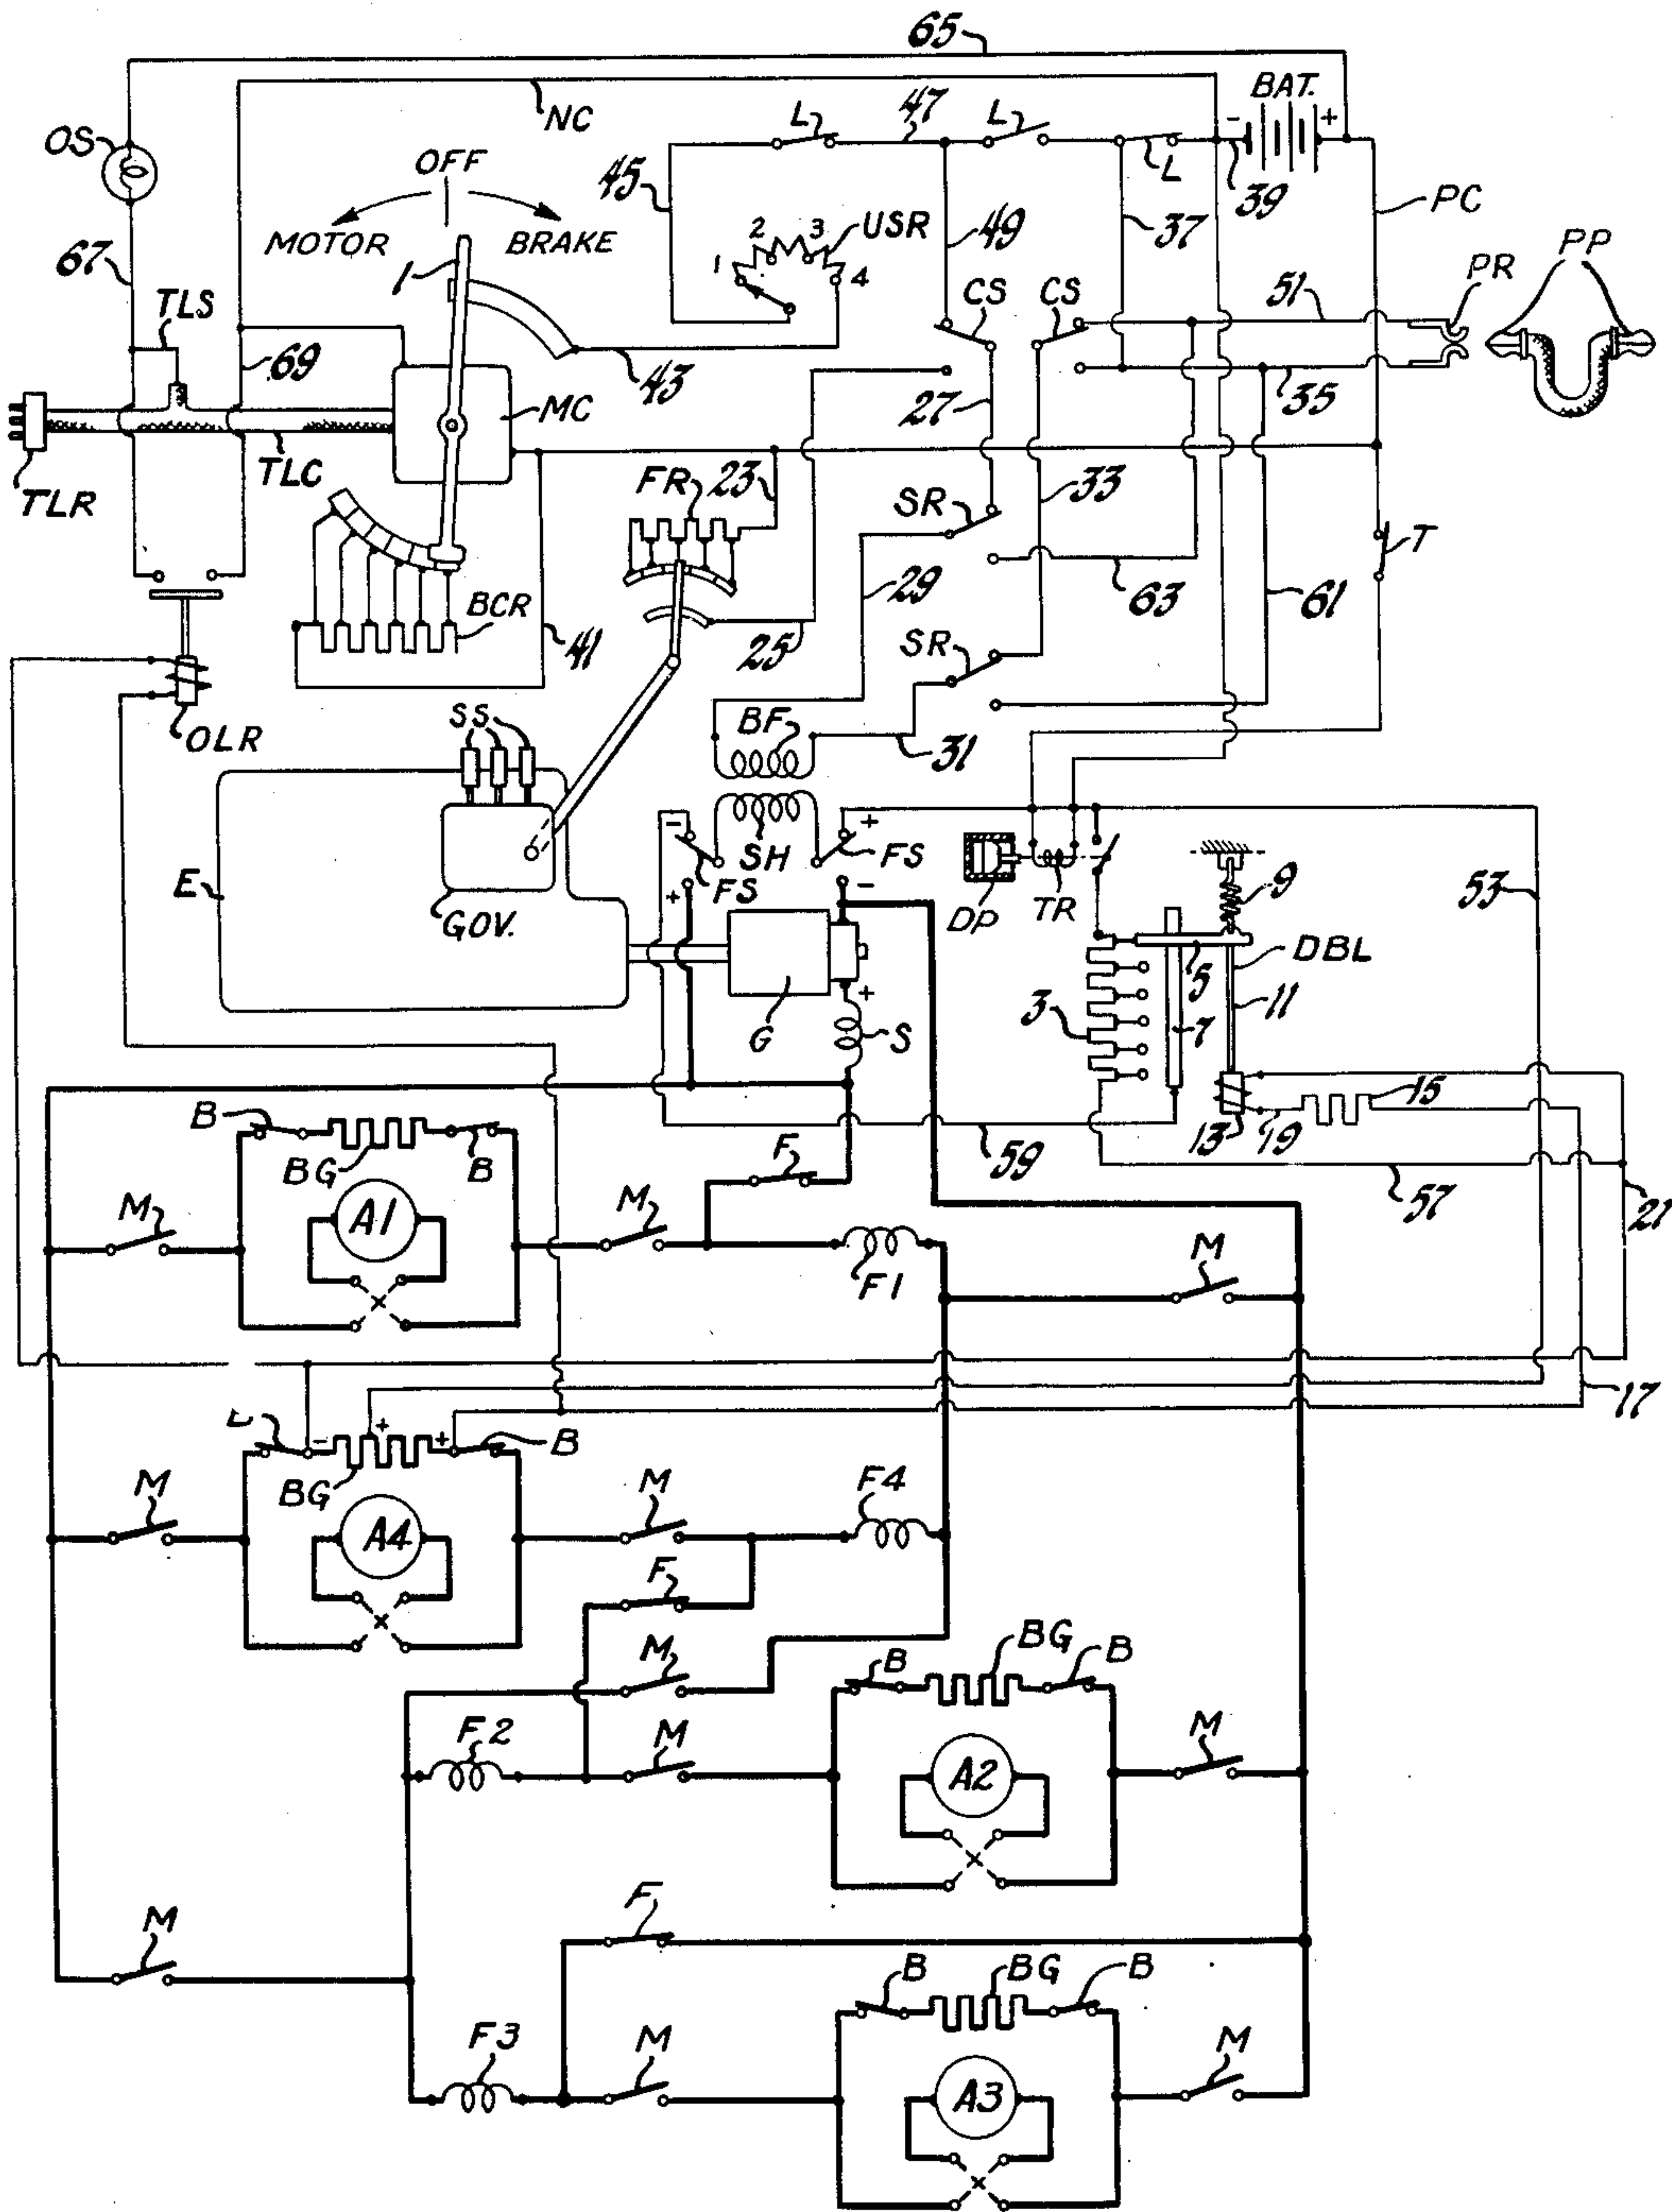 65
NC
BAT.
- +
OS
OFF
L
47
L
L
39
PC
45
MOTOR
BRAKE
1
2
3
USR
1
4
49
37
PP
PR
67
TLS
CS
CS
51
69
43
MC
27
35
TLR
TLC
FR
23
33
SR
T
BCR
29
63
61
41
25
SR
OLR
SS
BF
31
-
+
SH
FS
FS
E
GOV.
+
-
DP
TR
9
53
DBL
5
3
11
7
G
+
S
B
BG
B
15
13
19
59
F
57
21
M
A1
M
F1
M
17
-
+
+
B
BG
M
A4
M
F4
F
BG
B
B
M
F2
M
A2
M
F
M
B
BG
B
F3
M
A3
M